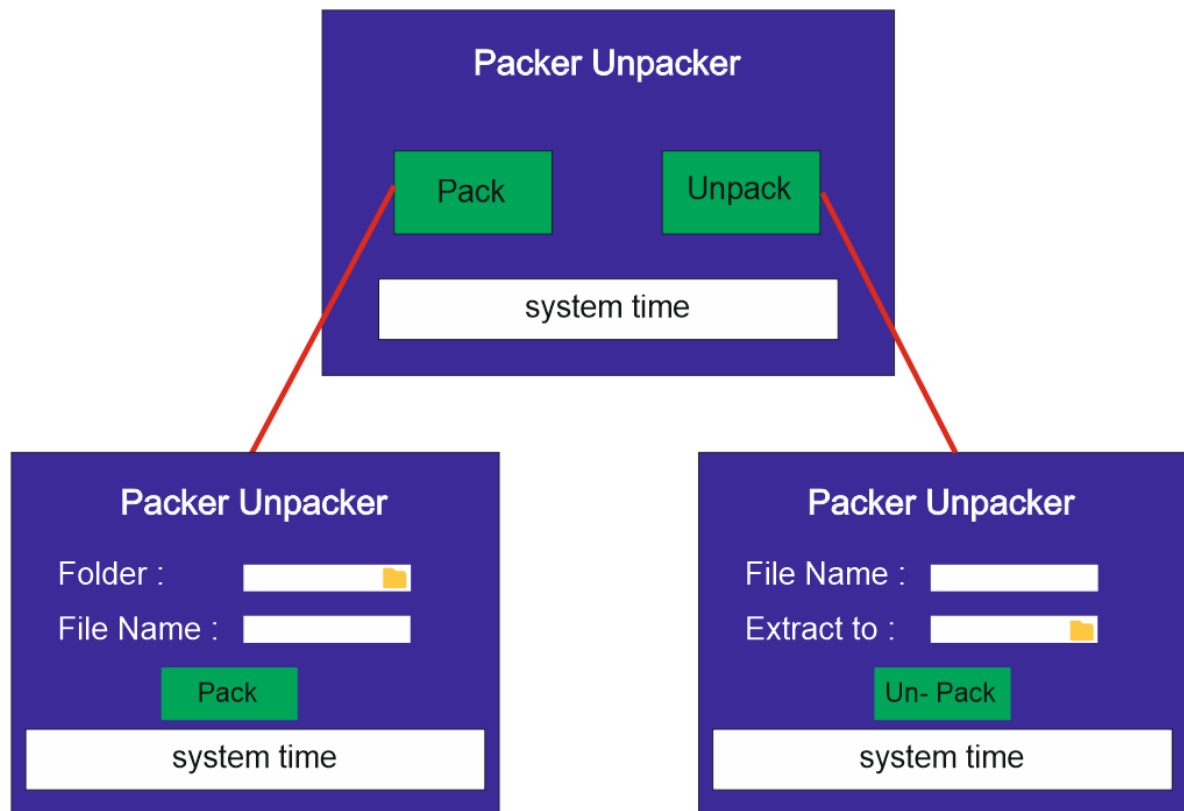 Packer Unpacker
Pack
Unpack
system time
Packer Unpacker
Folder :
File Name :
Pack
system time
Packer Unpacker
File Name :
Extract to :
Un- Pack
system time